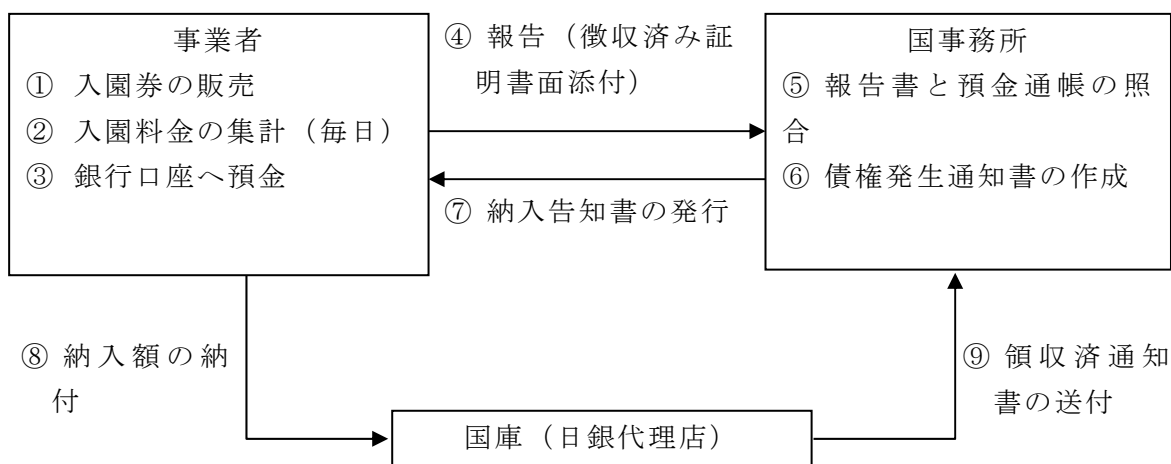 事業者
① 入園券の販売
② 入園料金の集計（毎日）
③ 銀行口座へ預金
④ 報告（徴収済み証
明書面添付）
⑦ 納入告知書の発行
国事務所
⑤ 報告書と預金通帳の照
合
⑥ 債権発生通知書の作成
⑧ 納入額の納
付
⑨ 領収済通知
書の送付
国庫（日銀代理店）